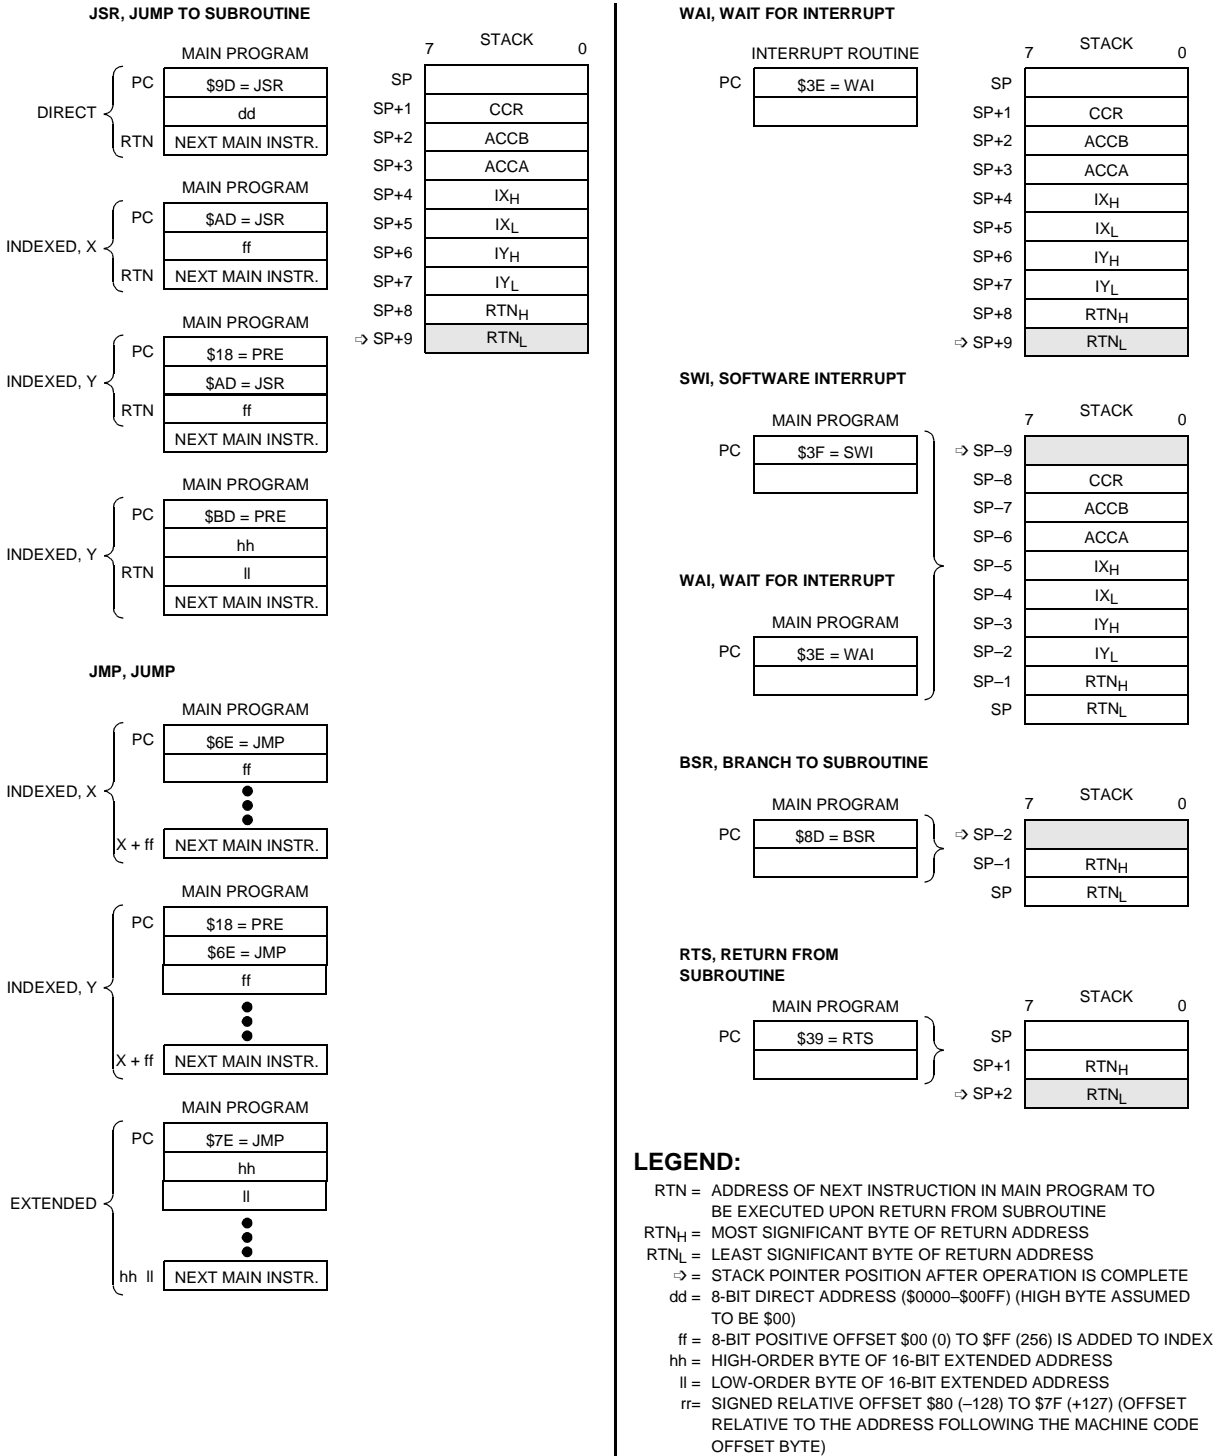 JSR, JUMP TO SUBROUTINE
MAIN PROGRAM
DIRECT
PC $9D = JSR
dd
RTN NEXT MAIN INSTR.
MAIN PROGRAM
INDEXED, X
PC $AD = JSR
ff
RTN NEXT MAIN INSTR.
MAIN PROGRAM
INDEXED, Y
PC $18 = PRE
$AD = JSR
RTN ff
NEXT MAIN INSTR.
MAIN PROGRAM
INDEXED, Y
PC $BD = PRE
hh
RTN ll
NEXT MAIN INSTR.
7 STACK 0
SP
SP+1 CCR
SP+2 ACCB
SP+3 ACCA
SP+4 IXH
SP+5 IXL
SP+6 IYH
SP+7 IYL
SP+8 RTNH
➩ SP+9 RTNL
JMP, JUMP
MAIN PROGRAM
INDEXED, X
PC $6E = JMP
ff
X + ff NEXT MAIN INSTR.
MAIN PROGRAM
INDEXED, Y
PC $18 = PRE
$6E = JMP
ff
X + ff NEXT MAIN INSTR.
MAIN PROGRAM
EXTENDED
PC $7E = JMP
hh
ll
hh ll NEXT MAIN INSTR.
WAI, WAIT FOR INTERRUPT
INTERRUPT ROUTINE
PC $3E = WAI
7 STACK 0
SP
SP+1 CCR
SP+2 ACCB
SP+3 ACCA
SP+4 IXH
SP+5 IXL
SP+6 IYH
SP+7 IYL
SP+8 RTNH
➩ SP+9 RTNL
SWI, SOFTWARE INTERRUPT
MAIN PROGRAM
PC $3F = SWI
WAI, WAIT FOR INTERRUPT
MAIN PROGRAM
PC $3E = WAI
7 STACK 0
➩ SP–9
SP–8 CCR
SP–7 ACCB
SP–6 ACCA
SP–5 IXH
SP–4 IXL
SP–3 IYH
SP–2 IYL
SP–1 RTNH
SP RTNL
BSR, BRANCH TO SUBROUTINE
MAIN PROGRAM
PC $8D = BSR
7 STACK 0
➩ SP–2
SP–1 RTNH
SP RTNL
RTS, RETURN FROM
SUBROUTINE
MAIN PROGRAM
PC $39 = RTS
7 STACK 0
SP
SP+1 RTNH
➩ SP+2 RTNL
LEGEND:
RTN = ADDRESS OF NEXT INSTRUCTION IN MAIN PROGRAM TO
BE EXECUTED UPON RETURN FROM SUBROUTINE
RTNH = MOST SIGNIFICANT BYTE OF RETURN ADDRESS
RTNL = LEAST SIGNIFICANT BYTE OF RETURN ADDRESS
➩ = STACK POINTER POSITION AFTER OPERATION IS COMPLETE
dd = 8-BIT DIRECT ADDRESS ($0000–$00FF) (HIGH BYTE ASSUMED
TO BE $00)
ff = 8-BIT POSITIVE OFFSET $00 (0) TO $FF (256) IS ADDED TO INDEX
hh = HIGH-ORDER BYTE OF 16-BIT EXTENDED ADDRESS
ll = LOW-ORDER BYTE OF 16-BIT EXTENDED ADDRESS
rr= SIGNED RELATIVE OFFSET $80 (–128) TO $7F (+127) (OFFSET
RELATIVE TO THE ADDRESS FOLLOWING THE MACHINE CODE
OFFSET BYTE)